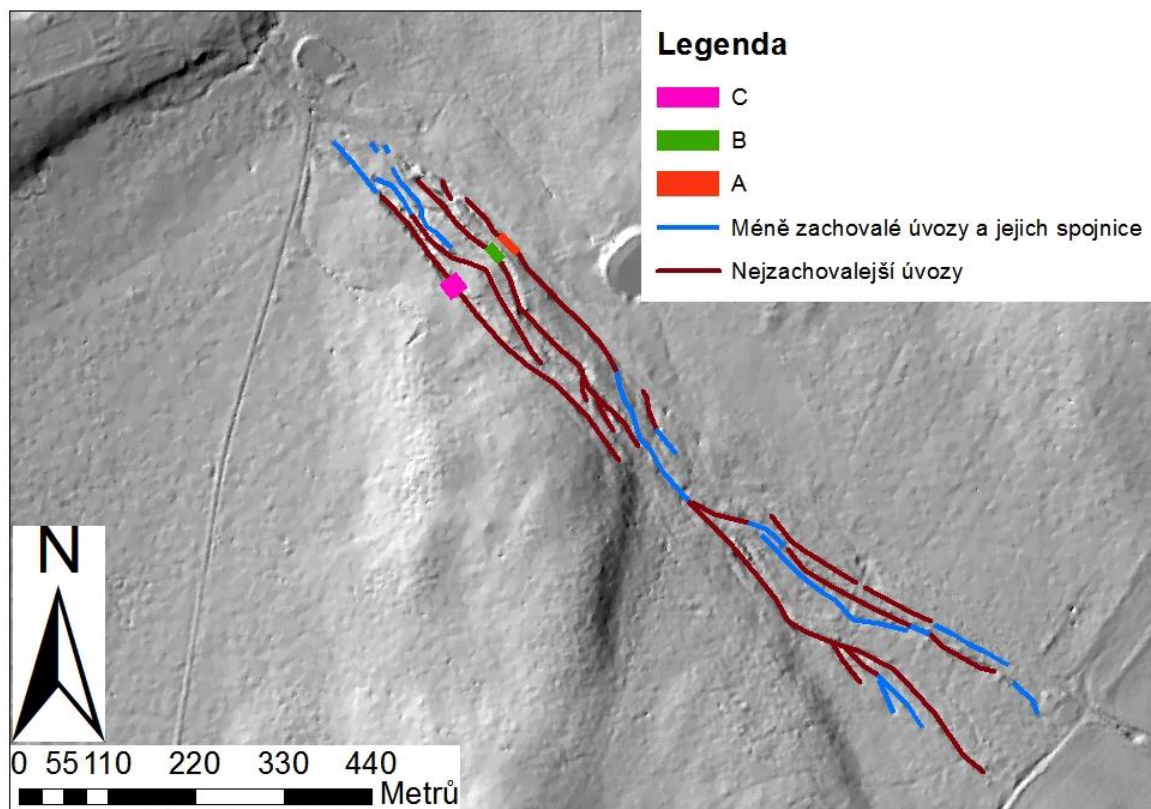 Legenda
C
B
A
Méně zachovalé úvozy a jejich spojnice
Nejzachovalejší úvozy
N
0 55 110 220 330 440
Metrů